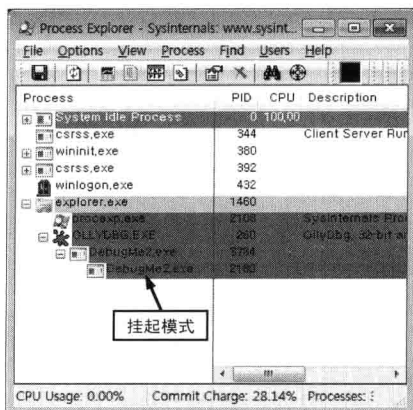 Process Explorer - Sysinternals: www.sysint...
File Options View Process Find Users Help
Process PID CPU Description
System Idle Process 0 100,00
csrss,exe 344 Client Server Run
wininit,exe 380
csrss,exe 392
winlogon,exe 432
explorer,exe 1460
procexp,exe 2108 Sysinternals Pro
OLLYDBG,EXE 260 OllyDbg, 32-bit
DebugMe2,exe
DebugMe2,exe 2180
挂起模式
CPU Usage: 0.00% Commit Charge: 28.14% Processes: